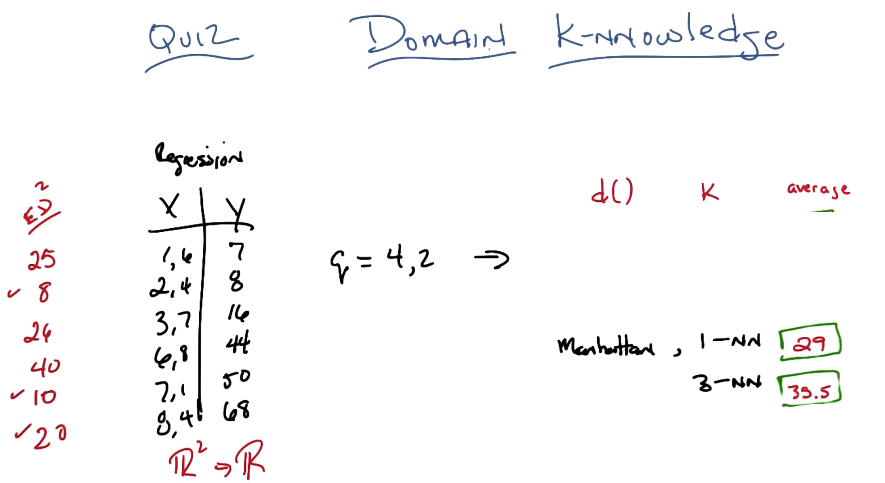 QUIZ DOMAIN K-NNowledge
Regression
d() K average
ED²
X Y
25 1,6 7
q = 4,2 ⇒
✓ 8 2,4 8
26 3,7 16
40 6,8 44
Manhattan, 1-NN 29
✓ 10 7,1 50
3-NN 35.5
✓ 20 8,4 68
ℝ² → ℝ